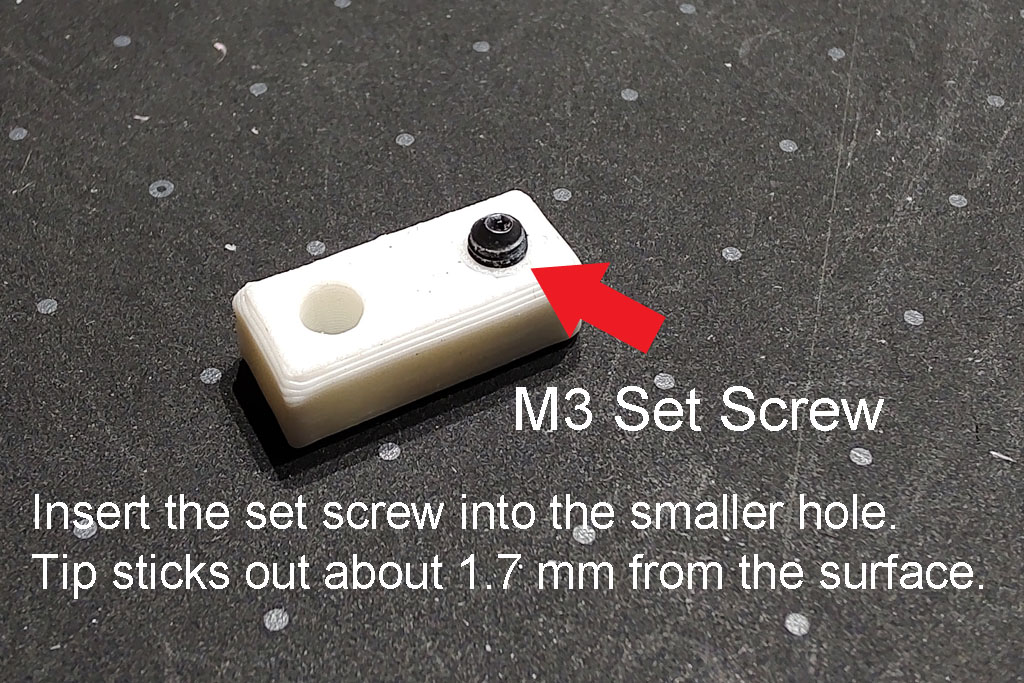 M3 Set Screw
Insert the set screw into the smaller hole.
Tip sticks out about 1.7 mm from the surface.